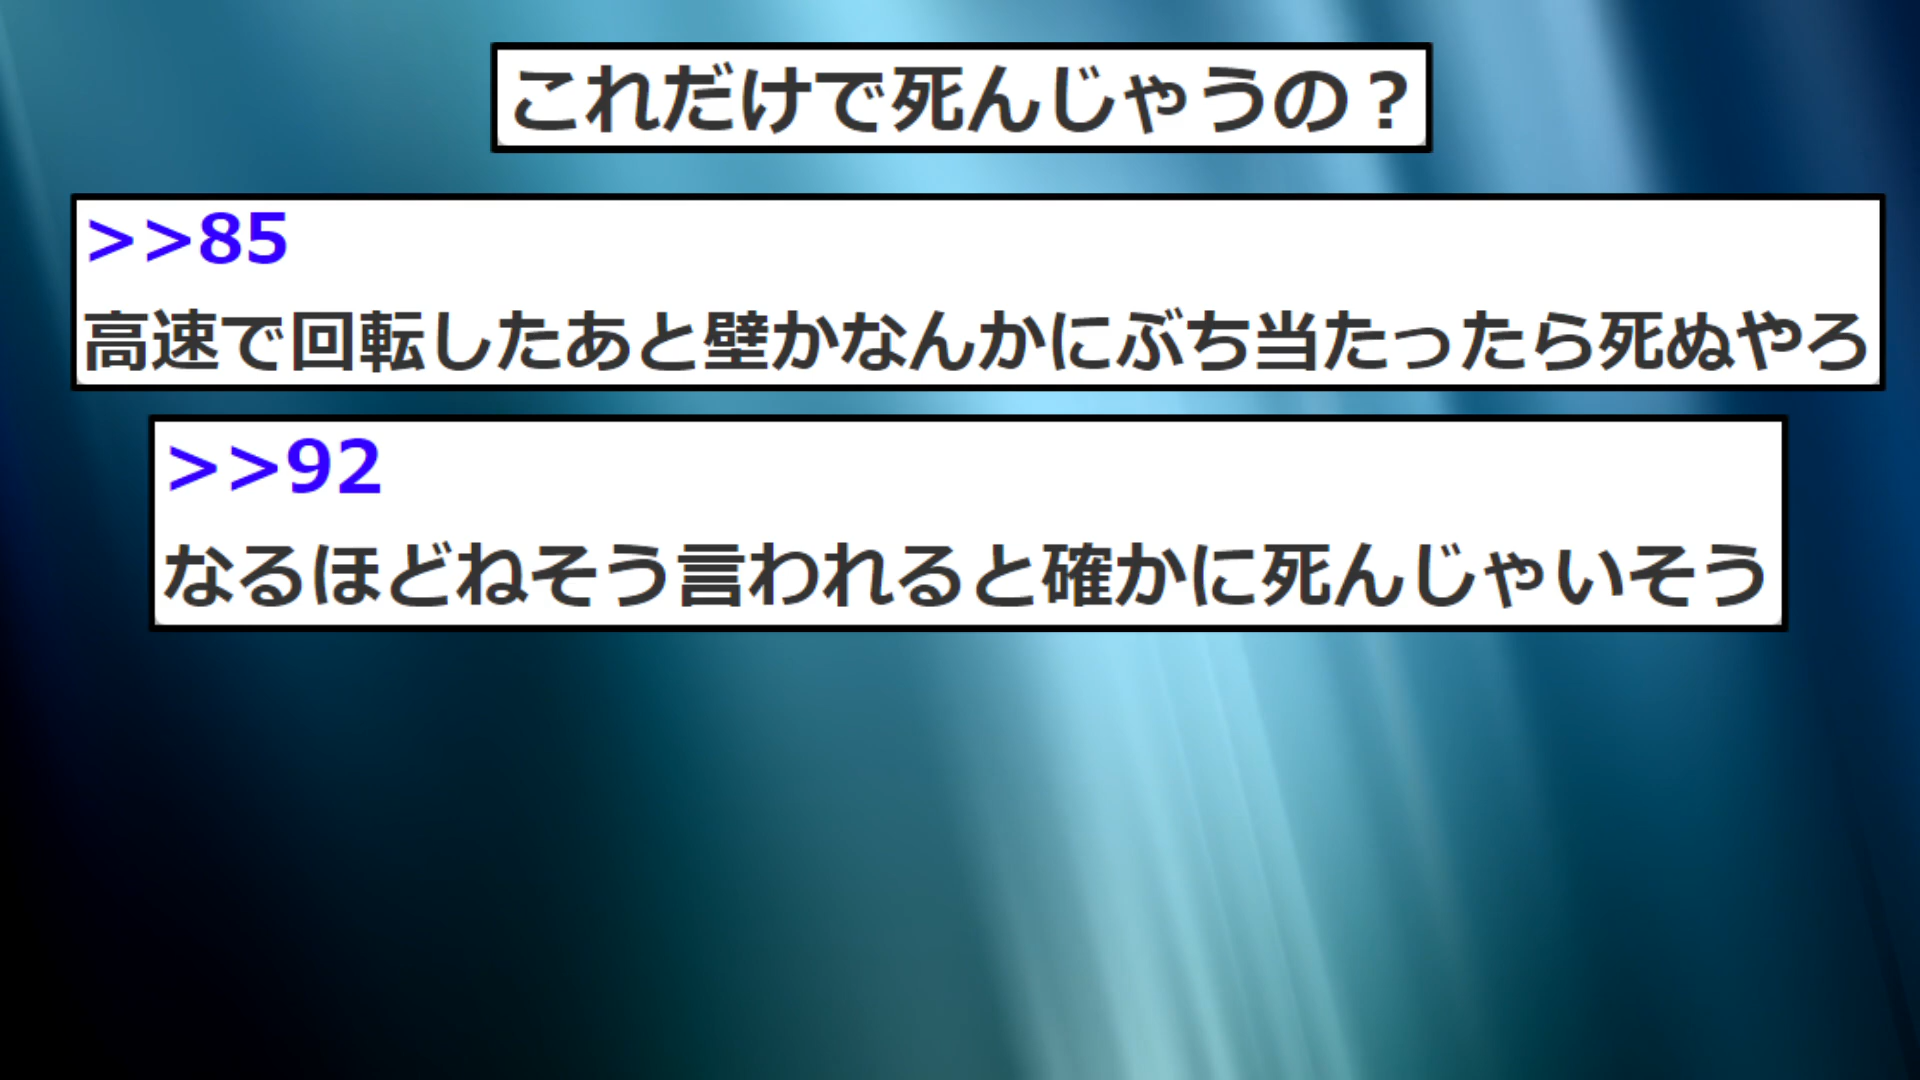 これだけで死んじゃうの？
>>85
高速で回転したあと壁かなんかにぶち当たったら死ぬやろ
>>92
なるほどねそう言われると確かに死んじゃいそう